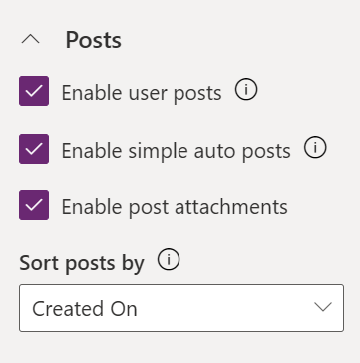 Posts
Enable user posts
Enable simple auto posts
Enable post attachments
Sort posts by
Created On